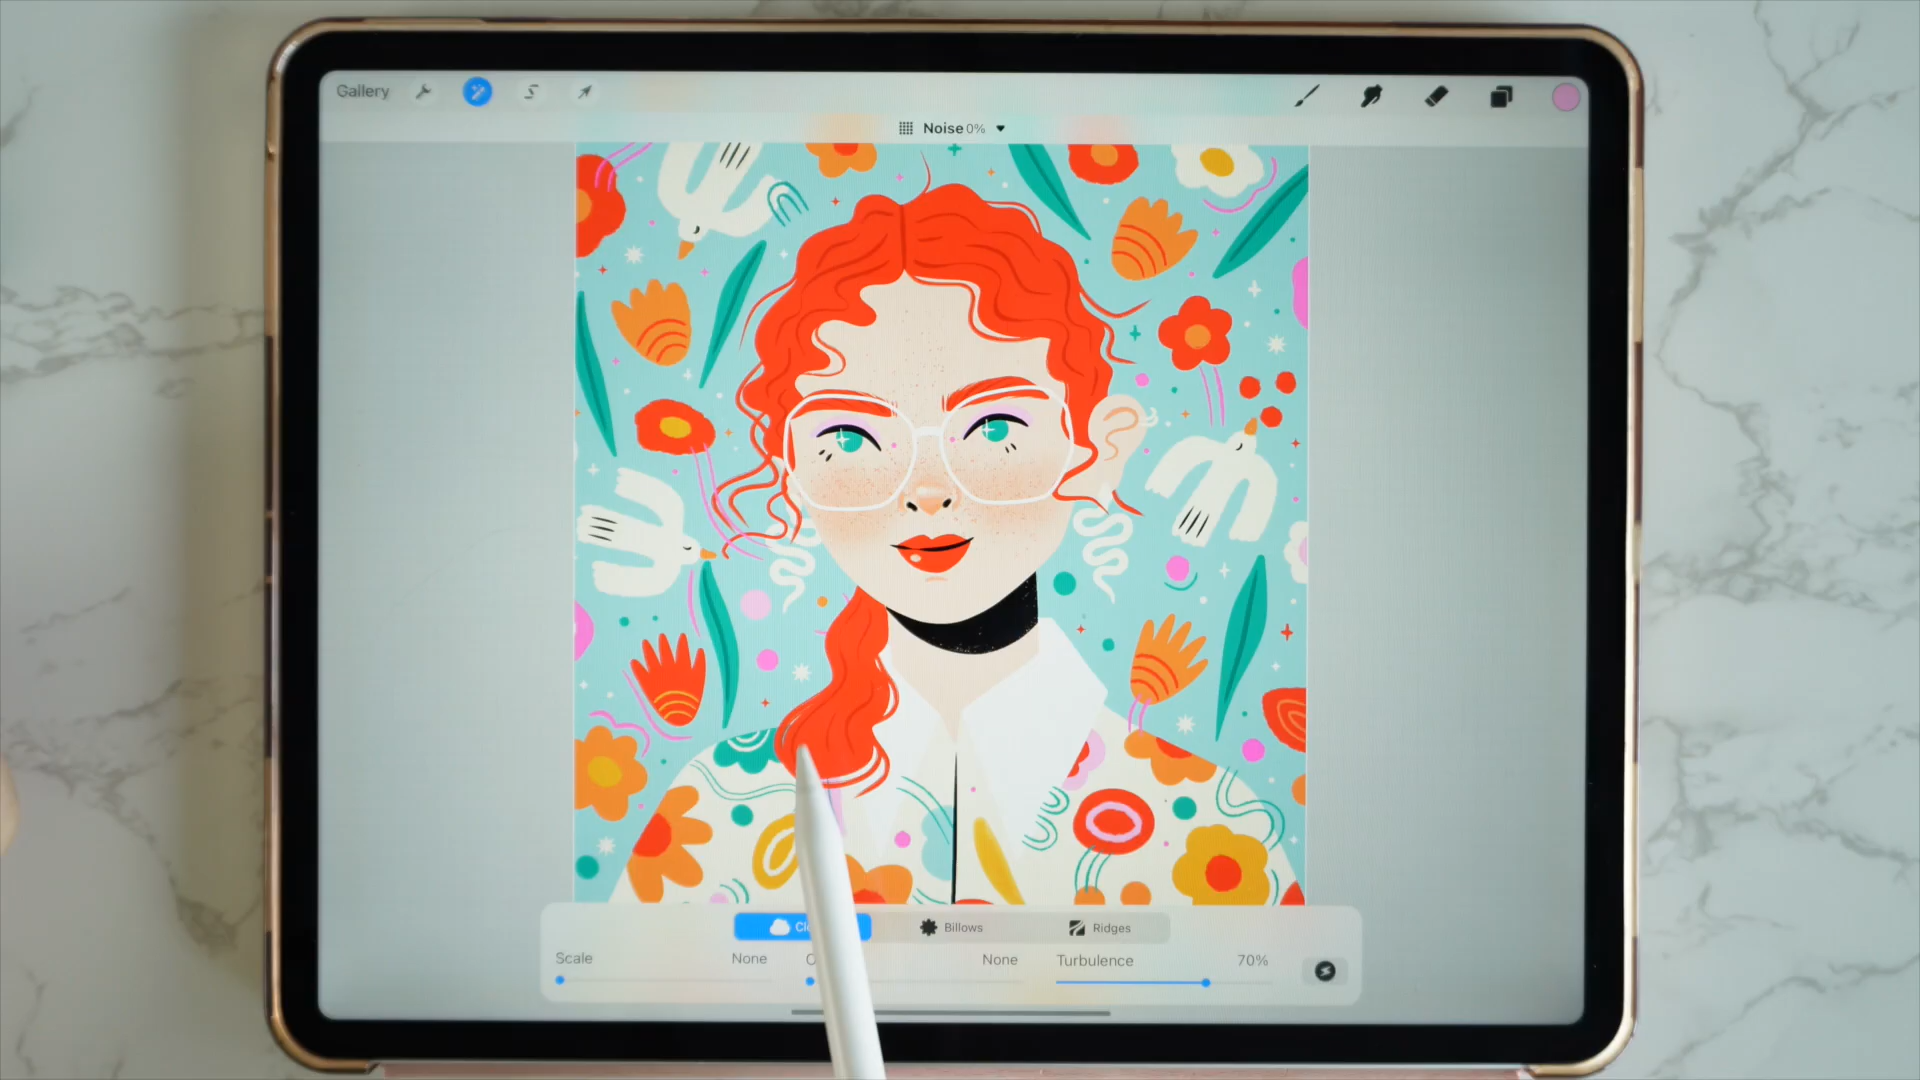 Gallery
Noise 0%
Billows
Ridges
Scale None
None
Turbulence 70%